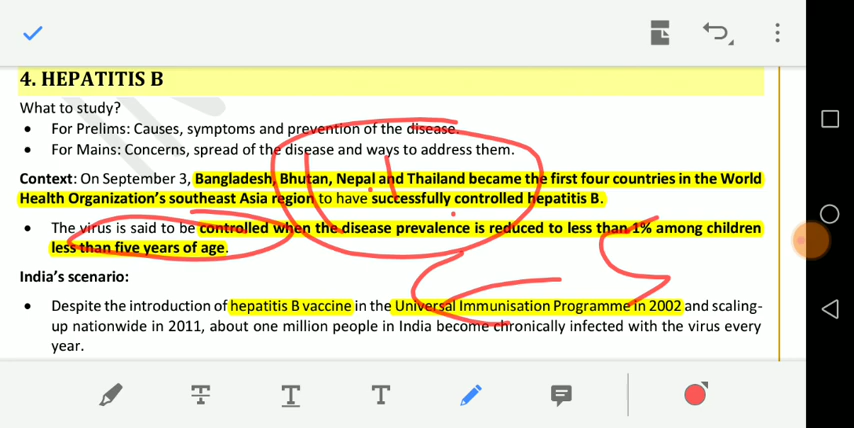 4. HEPATITIS B
What to study?
• For Prelims: Causes, symptoms and prevention of the disease.
• For Mains: Concerns, spread of the disease and ways to address them.
Context: On September 3, Bangladesh, Bhutan, Nepal and Thailand became the first four countries in the World
Health Organization's southeast Asia region to have successfully controlled hepatitis B.
• The virus is said to be controlled when the disease prevalence is reduced to less than 1% among children
less than five years of age.
India's scenario:
• Despite the introduction of hepatitis B vaccine in the Universal Immunisation Programme in 2002 and scaling-
up nationwide in 2011, about one million people in India become chronically infected with the virus every
year.